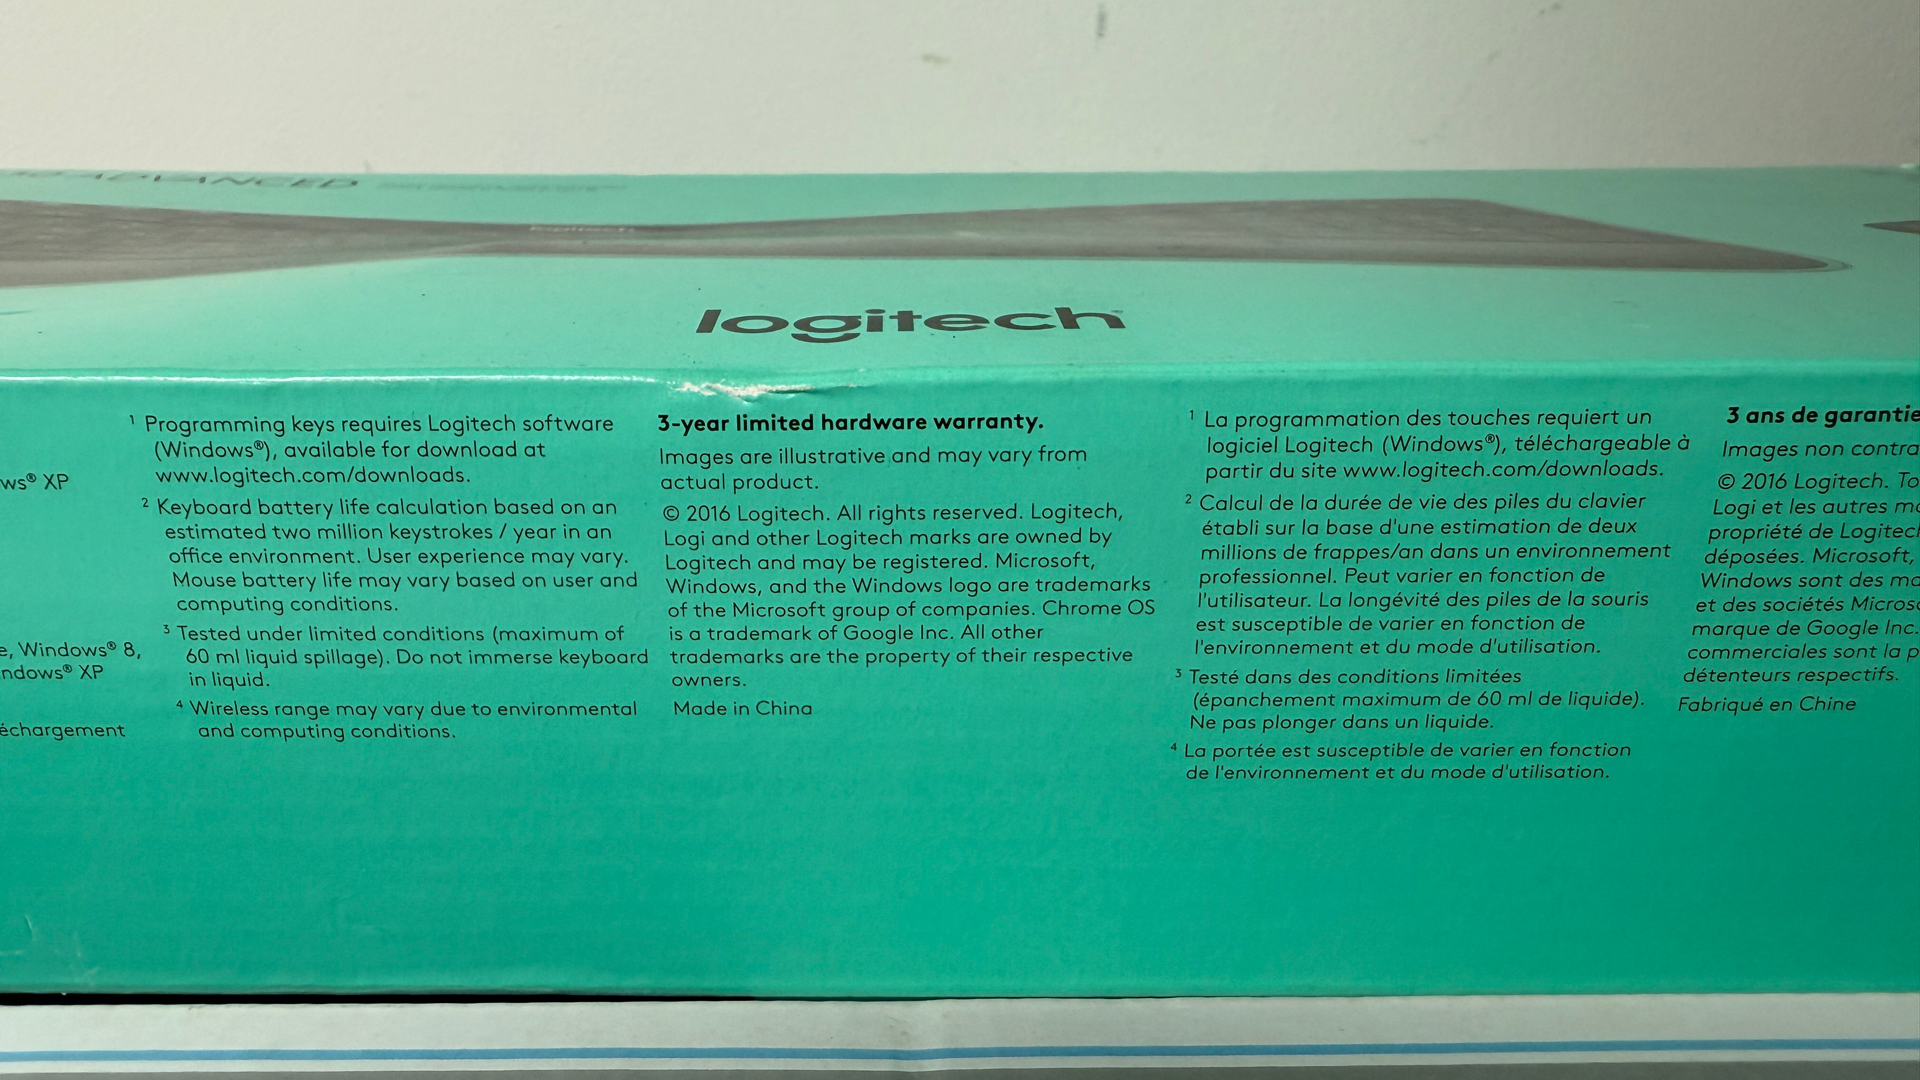 ADVANCED
logitech
ws® XP
e, Windows® 8,
ndows® XP
échargement
¹ Programming keys requires Logitech software
(Windows®), available for download at
www.logitech.com/downloads.
² Keyboard battery life calculation based on an
estimated two million keystrokes / year in an
office environment. User experience may vary.
Mouse battery life may vary based on user and
computing conditions.
³ Tested under limited conditions (maximum of
60 ml liquid spillage). Do not immerse keyboard
in liquid.
⁴ Wireless range may vary due to environmental
and computing conditions.
3-year limited hardware warranty.
Images are illustrative and may vary from
actual product.
© 2016 Logitech. All rights reserved. Logitech,
Logi and other Logitech marks are owned by
Logitech and may be registered. Microsoft,
Windows, and the Windows logo are trademarks
of the Microsoft group of companies. Chrome OS
is a trademark of Google Inc. All other
trademarks are the property of their respective
owners.
Made in China
¹ La programmation des touches requiert un
logiciel Logitech (Windows®), téléchargeable à
partir du site www.logitech.com/downloads.
² Calcul de la durée de vie des piles du clavier
établi sur la base d'une estimation de deux
millions de frappes/an dans un environnement
professionnel. Peut varier en fonction de
l'utilisateur. La longévité des piles de la souris
est susceptible de varier en fonction de
l'environnement et du mode d'utilisation.
³ Testé dans des conditions limitées
(épanchement maximum de 60 ml de liquide).
Ne pas plonger dans un liquide.
⁴ La portée est susceptible de varier en fonction
de l'environnement et du mode d'utilisation.
3 ans de garantie
Images non contra
© 2016 Logitech. To
Logi et les autres ma
propriété de Logitech
déposées. Microsoft,
Windows sont des ma
et des sociétés Microso
marque de Google Inc.
commerciales sont la p
détenteurs respectifs.
Fabriqué en Chine